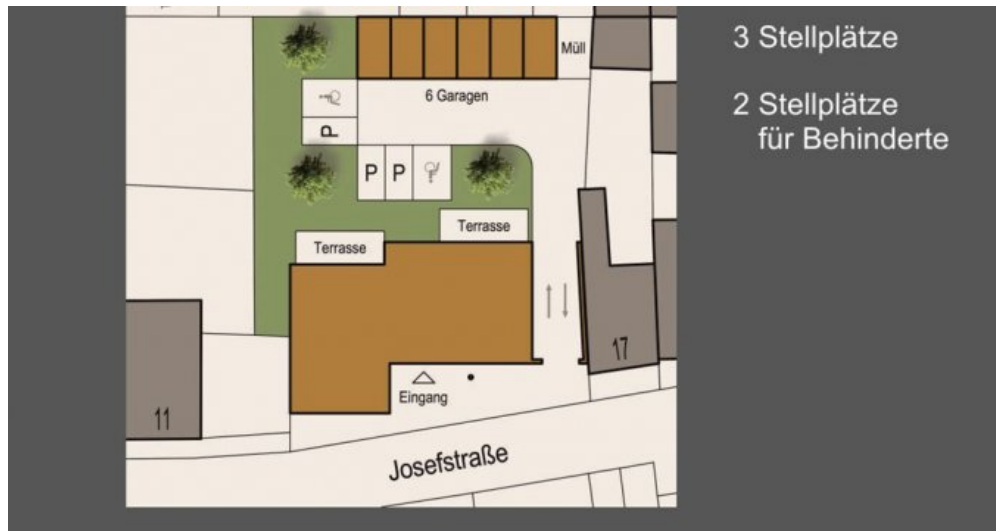 3 Stellplätze
2 Stellplätze
für Behinderte
Müll
6 Garagen
P
P P
Terrasse
Terrasse
17
Eingang
11
Josefstraße